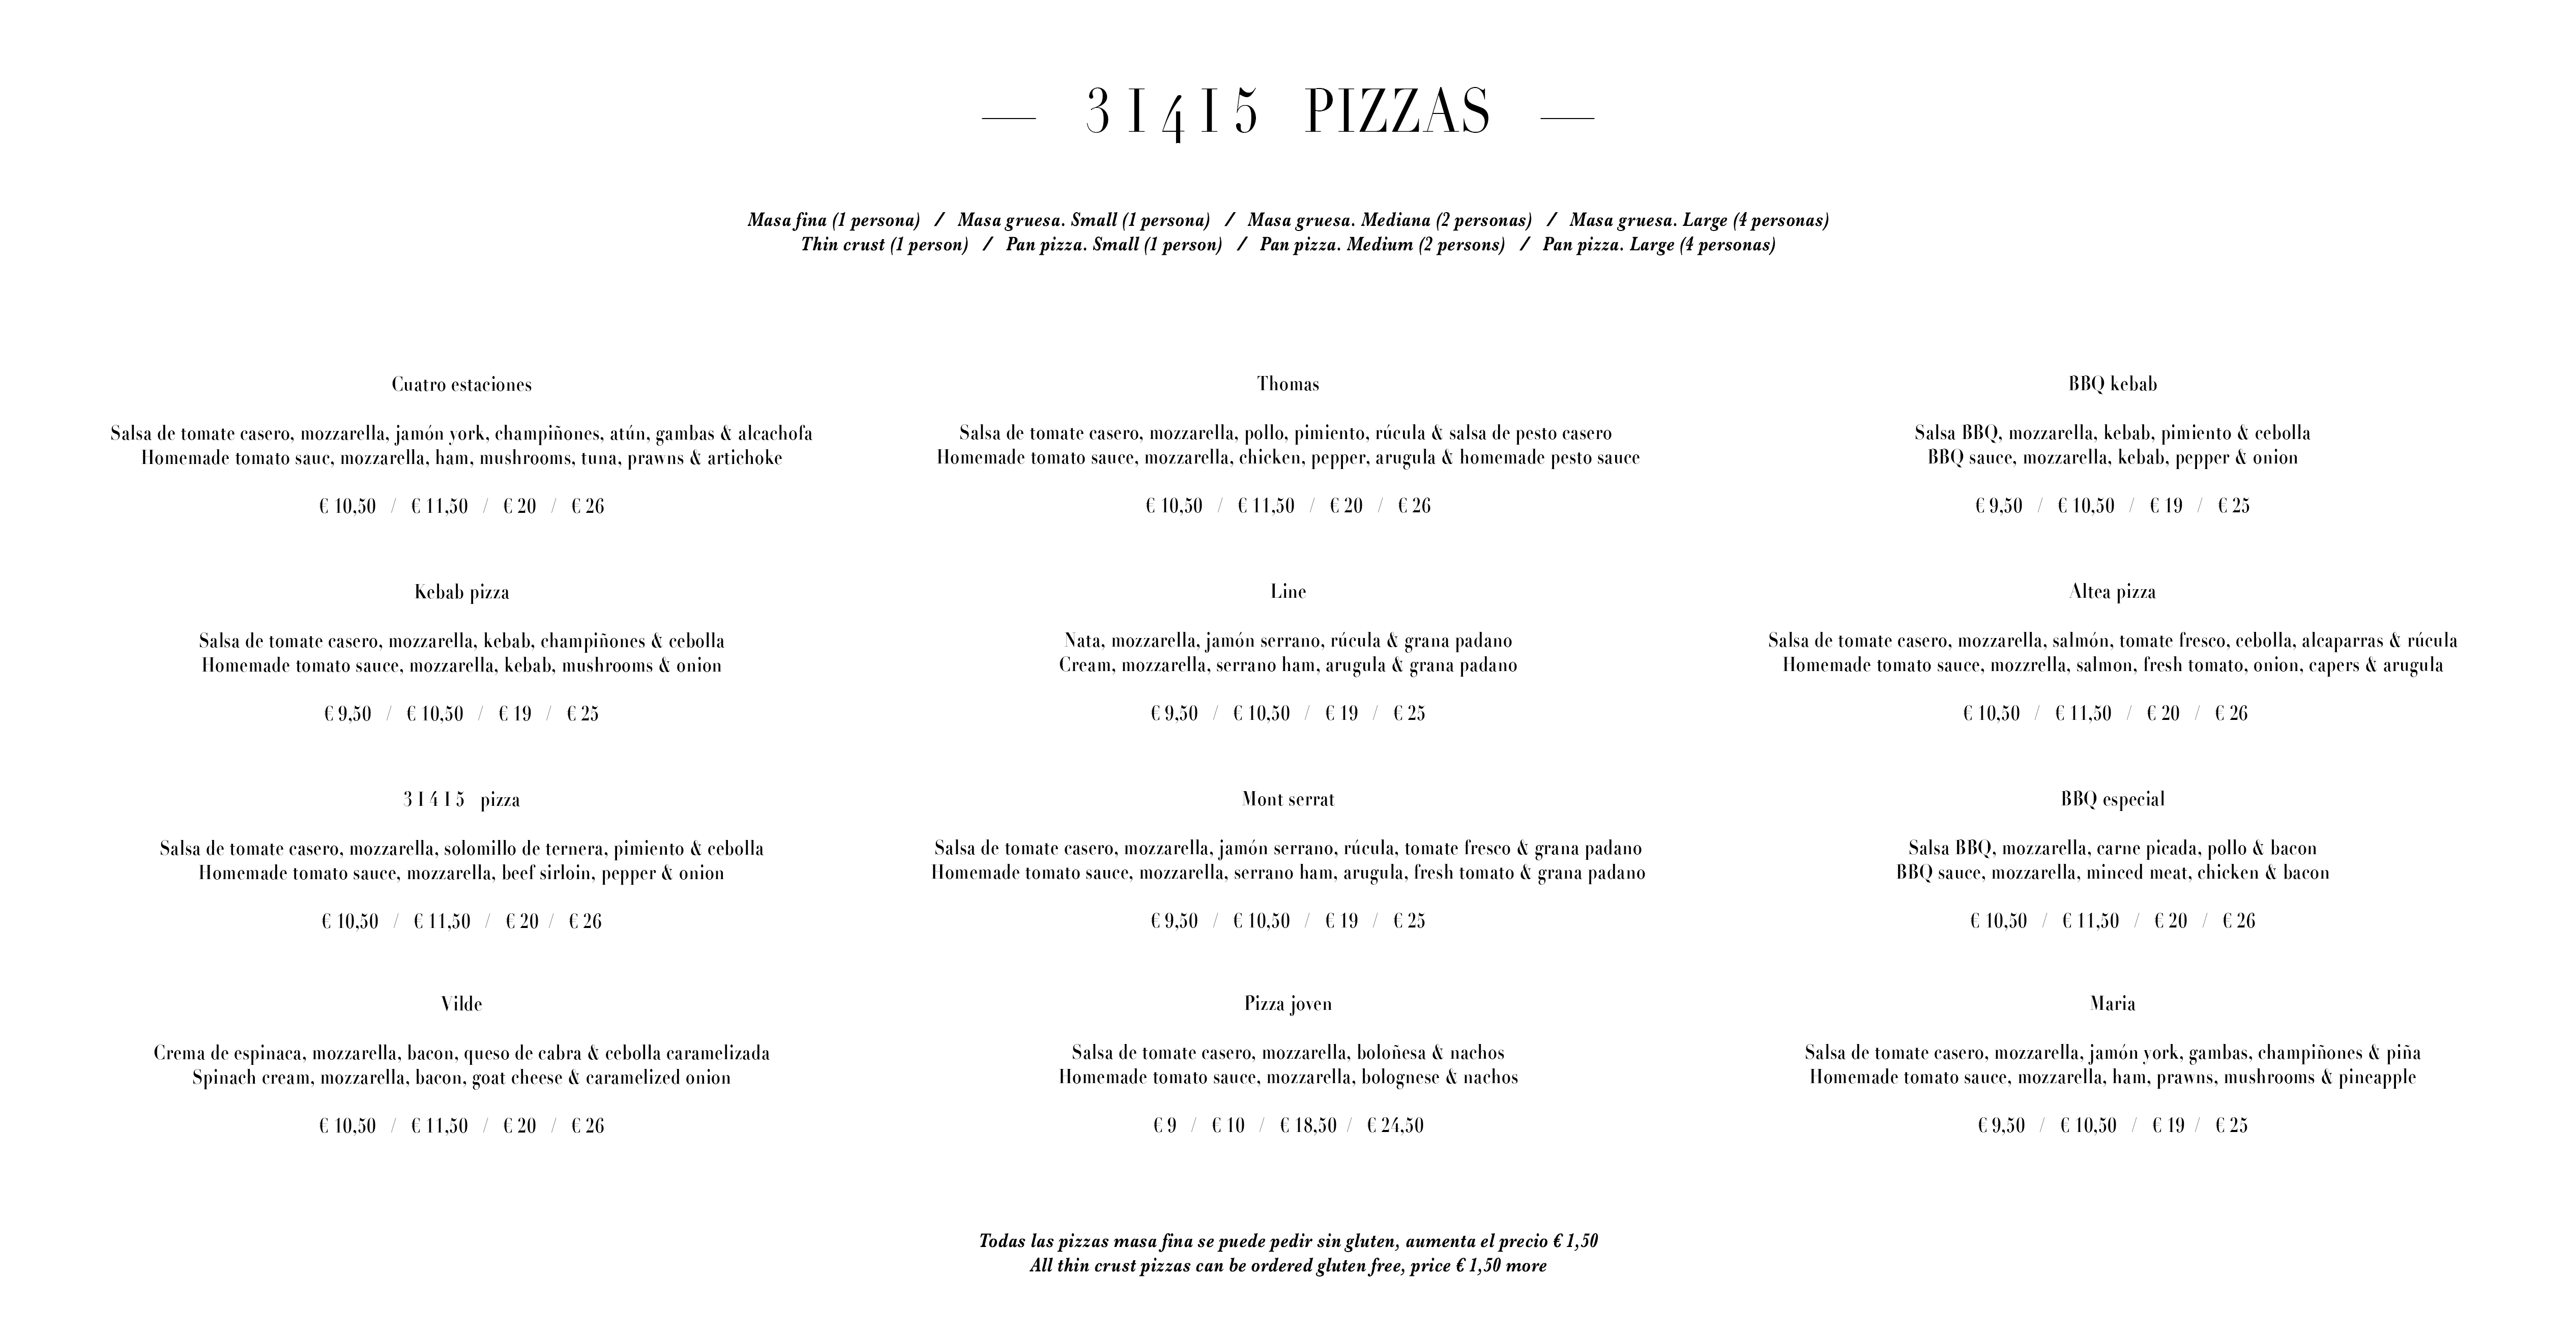 — 31415 PIZZAS —
Masa fina (1 persona) / Masa gruesa. Small (1 persona) / Masa gruesa. Mediana (2 personas) / Masa gruesa. Large (4 personas)
Thin crust (1 person) / Pan pizza. Small (1 person) / Pan pizza. Medium (2 persons) / Pan pizza. Large (4 personas)
Cuatro estaciones
Salsa de tomate casero, mozzarella, jamón york, champiñones, atún, gambas & alcachofa
Homemade tomato sauc, mozzarella, ham, mushrooms, tuna, prawns & artichoke
€ 10,50 / € 11,50 / € 20 / € 26
Kebab pizza
Salsa de tomate casero, mozzarella, kebab, champiñones & cebolla
Homemade tomato sauce, mozzarella, kebab, mushrooms & onion
€ 9,50 / € 10,50 / € 19 / € 25
31415 pizza
Salsa de tomate casero, mozzarella, solomillo de ternera, pimiento & cebolla
Homemade tomato sauce, mozzarella, beef sirloin, pepper & onion
€ 10,50 / € 11,50 / € 20 / € 26
Vilde
Crema de espinaca, mozzarella, bacon, queso de cabra & cebolla caramelizada
Spinach cream, mozzarella, bacon, goat cheese & caramelized onion
€ 10,50 / € 11,50 / € 20 / € 26
Thomas
Salsa de tomate casero, mozzarella, pollo, pimiento, rúcula & salsa de pesto casero
Homemade tomato sauce, mozzarella, chicken, pepper, arugula & homemade pesto sauce
€ 10,50 / € 11,50 / € 20 / € 26
Line
Nata, mozzarella, jamón serrano, rúcula & grana padano
Cream, mozzarella, serrano ham, arugula & grana padano
€ 9,50 / € 10,50 / € 19 / € 25
Mont serrat
Salsa de tomate casero, mozzarella, jamón serrano, rúcula, tomate fresco & grana padano
Homemade tomato sauce, mozzarella, serrano ham, arugula, fresh tomato & grana padano
€ 9,50 / € 10,50 / € 19 / € 25
Pizza joven
Salsa de tomate casero, mozzarella, boloñesa & nachos
Homemade tomato sauce, mozzarella, bolognese & nachos
€ 9 / € 10 / € 18,50 / € 24,50
BBQ kebab
Salsa BBQ, mozzarella, kebab, pimiento & cebolla
BBQ sauce, mozzarella, kebab, pepper & onion
€ 9,50 / € 10,50 / € 19 / € 25
Altea pizza
Salsa de tomate casero, mozzarella, salmón, tomate fresco, cebolla, alcaparras & rúcula
Homemade tomato sauce, mozzrella, salmon, fresh tomato, onion, capers & arugula
€ 10,50 / € 11,50 / € 20 / € 26
BBQ especial
Salsa BBQ, mozzarella, carne picada, pollo & bacon
BBQ sauce, mozzarella, minced meat, chicken & bacon
€ 10,50 / € 11,50 / € 20 / € 26
Maria
Salsa de tomate casero, mozzarella, jamón york, gambas, champiñones & piña
Homemade tomato sauce, mozzarella, ham, prawns, mushrooms & pineapple
€ 9,50 / € 10,50 / € 19 / € 25
Todas las pizzas masa fina se puede pedir sin gluten, aumenta el precio € 1,50
All thin crust pizzas can be ordered gluten free, price € 1,50 more